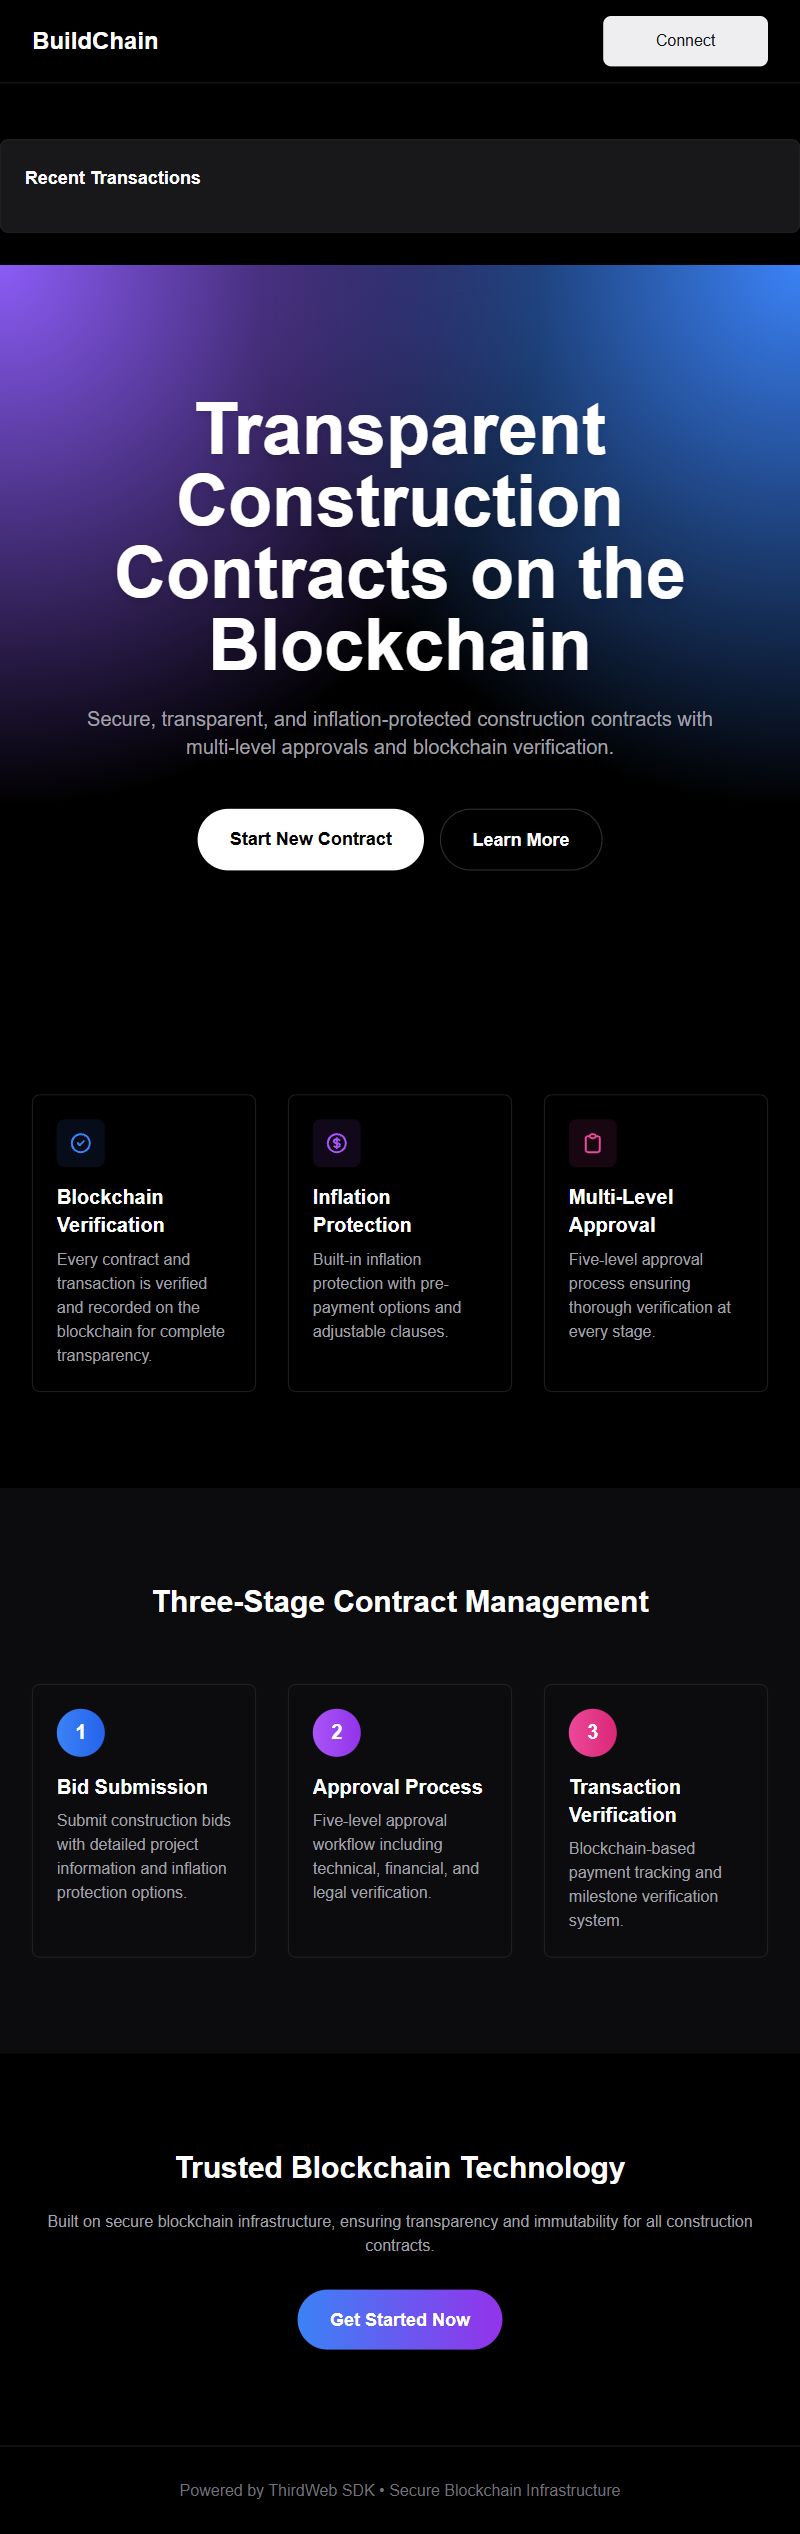 BuildChain
Connect
Recent Transactions
Transparent
Construction
Contracts on the
Blockchain
Secure, transparent, and inflation-protected construction contracts with
multi-level approvals and blockchain verification.
Start New Contract
Learn More
Blockchain
Verification
Every contract and
transaction is verified
and recorded on the
blockchain for complete
transparency.
Inflation
Protection
Built-in inflation
protection with pre-
payment options and
adjustable clauses.
Multi-Level
Approval
Five-level approval
process ensuring
thorough verification at
every stage.
Three-Stage Contract Management
1
Bid Submission
Submit construction bids
with detailed project
information and inflation
protection options.
2
Approval Process
Five-level approval
workflow including
technical, financial, and
legal verification.
3
Transaction
Verification
Blockchain-based
payment tracking and
milestone verification
system.
Trusted Blockchain Technology
Built on secure blockchain infrastructure, ensuring transparency and immutability for all construction
contracts.
Get Started Now
Powered by ThirdWeb SDK • Secure Blockchain Infrastructure